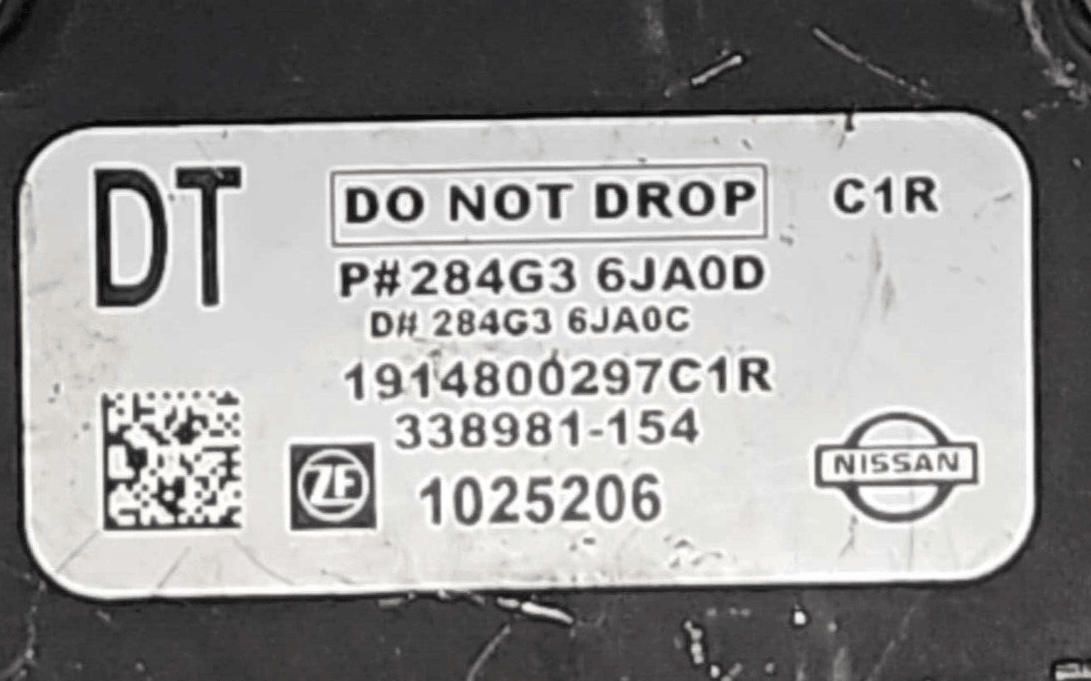 DT
DO NOT DROP
C1R
P#284G3 6JA0D
D# 284G3 6JA0C
1914800297C1R
338981-154
ZF
1025206
NISSAN